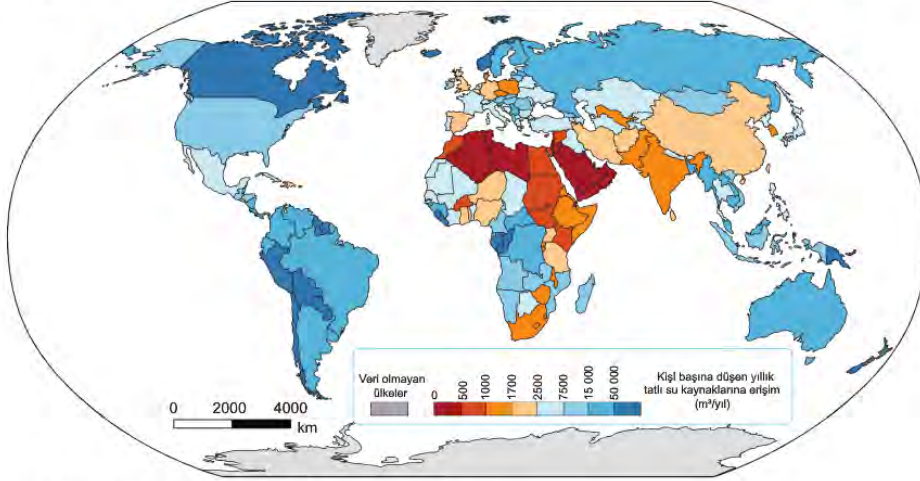 Veri olmayan
ülkeler
0
500
1000
1700
2500
7500
15 000
50 000
Kişi başına düşen yıllık
tatlı su kaynaklarına erişim
(m³/yıl)
0 2000 4000
km